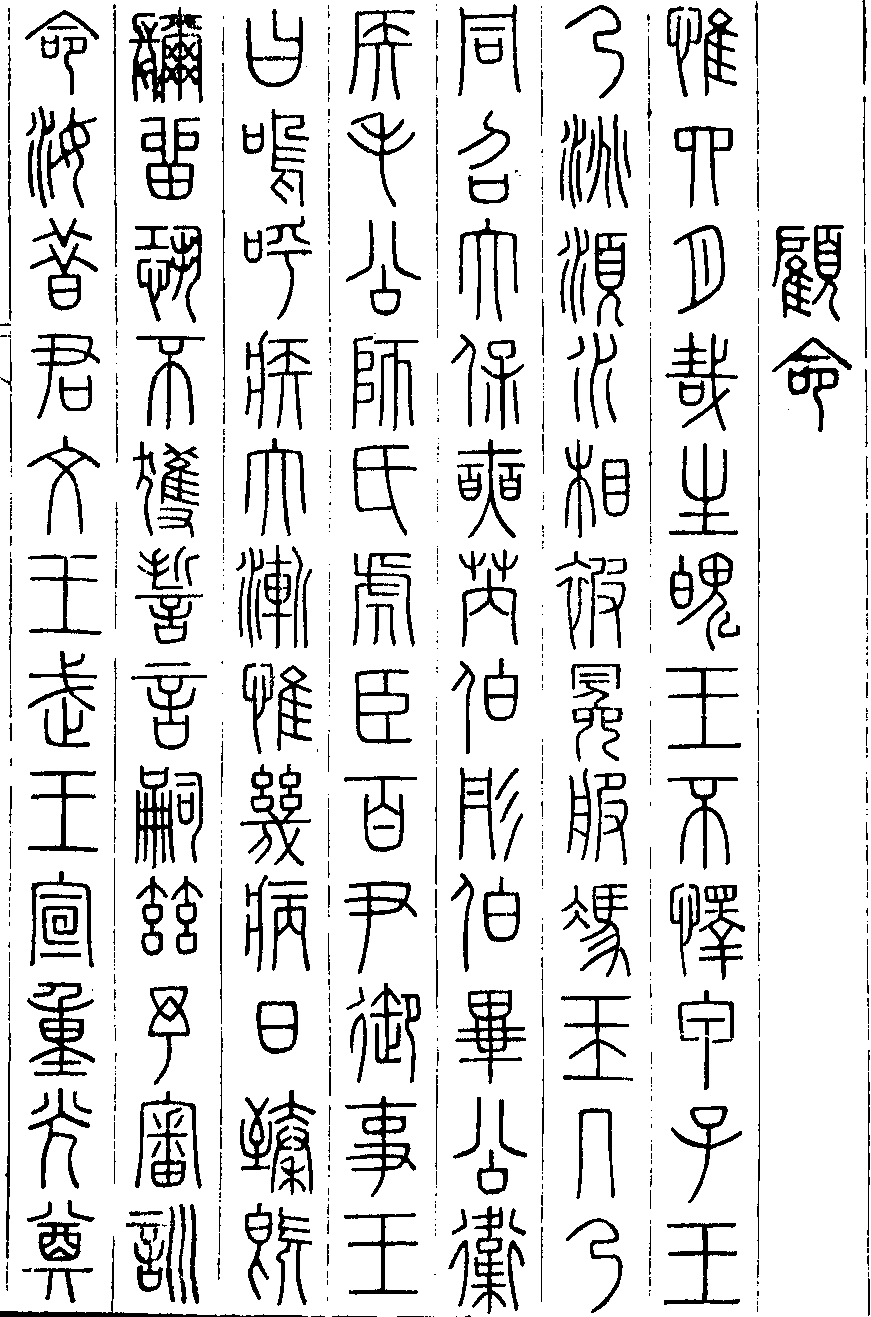 顧命
惟四月哉生魄王不懌甲子王
乃洮湏水相被冕服馮玉几乃
同召大保奭芮伯彤伯畢公衛
侯毛公師氏虎臣百尹御事王
曰嗚呼疾大漸惟幾病日臻既
彌留恐不獲誓言嗣茲予審訓
命汝昔君文王武王宣重光奠